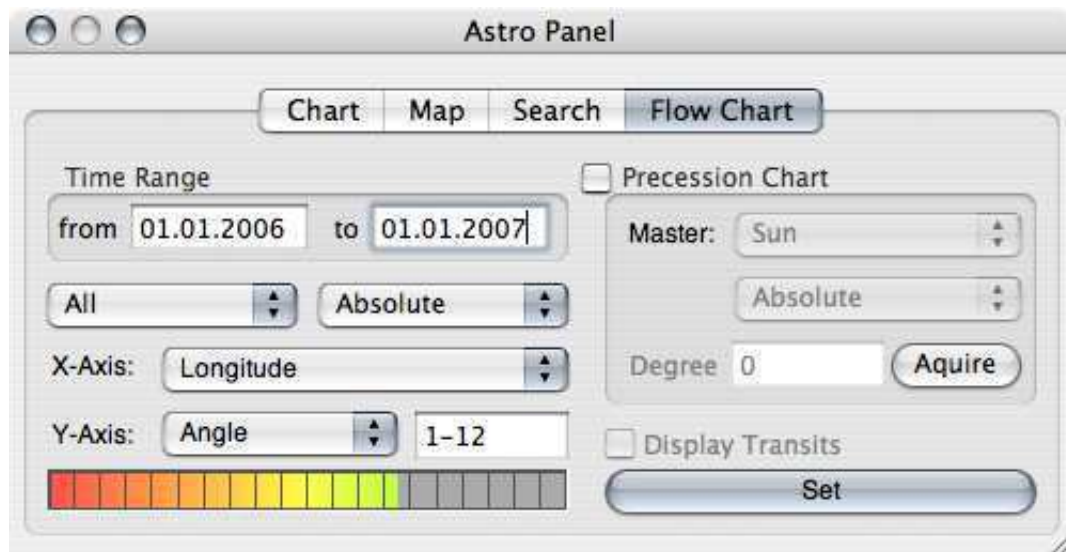 Astro Panel
Chart Map Search Flow Chart
Time Range
from 01.01.2006 to 01.01.2007
All Absolute
X-Axis: Longitude
Y-Axis: Angle 1-12
Precession Chart
Master: Sun
Absolute
Degree 0 Aquire
Display Transits
Set